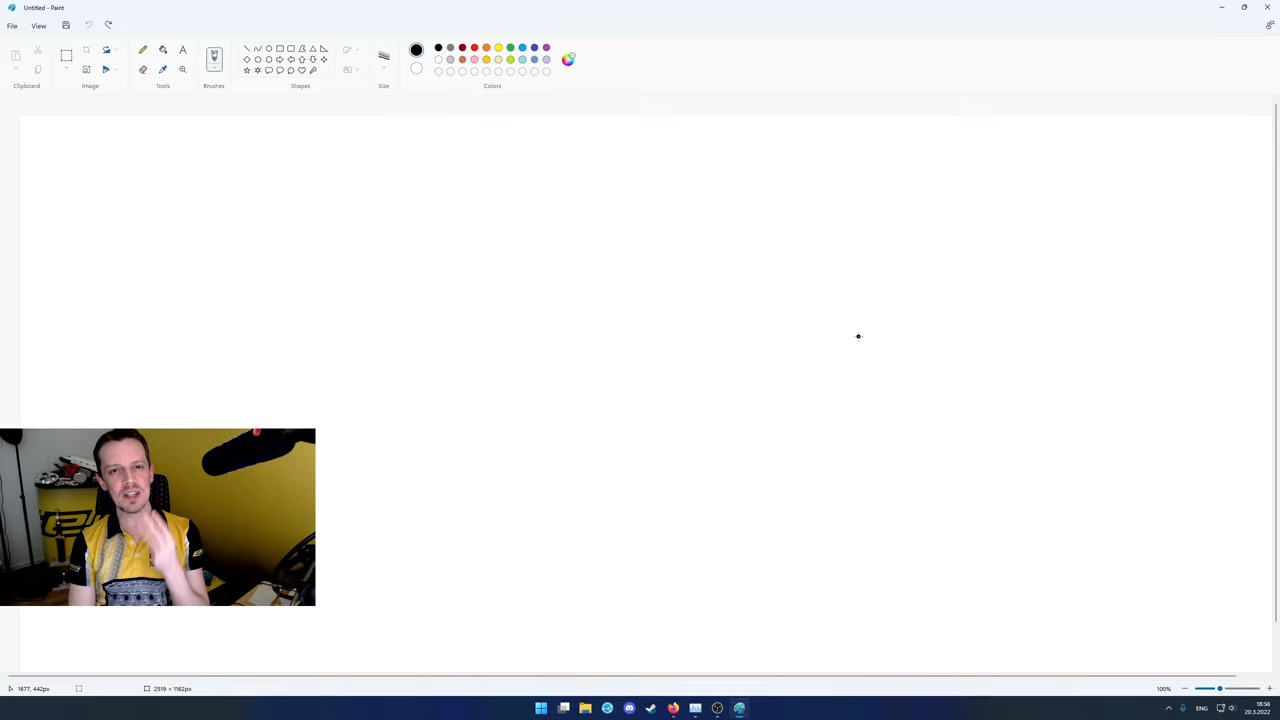 Untitled - Paint
File
View
Clipboard
Image
Tools
Brushes
Shapes
Size
Colors
1677, 442px
2519 × 1162px
100%
ENG
18:56
20.3.2022